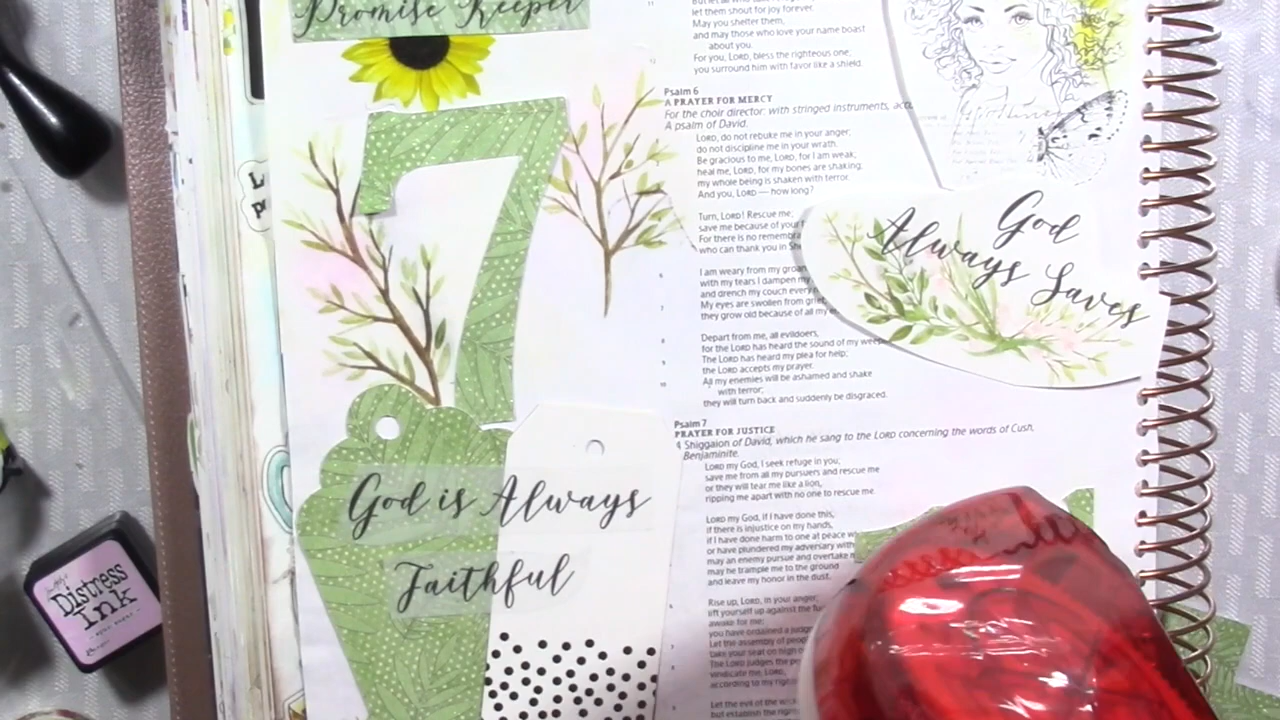 Promise Keeper
let them shout for joy forever.
May you shelter them,
and may those who love your name boast
about you.
For you, LORD, bless the righteous one,
you surround him with favor like a shield.
Psalm 6
A PRAYER FOR MERCY
For the choir director: with stringed instruments,
A psalm of David.
LORD, do not rebuke me in your anger;
do not discipline me in your wrath.
Be gracious to me, LORD, for I am weak;
heal me, LORD, for my bones are shaking;
my whole being is shaken with terror.
And you, LORD — how long?
Turn, LORD! Rescue me;
save me because of your
For there is no
who can thank you in
I am weary from my
with my tears I dampen my
and drench my couch every
My eyes are swollen from grief;
they grow old because of all my
Depart from me, all evildoers,
for the LORD has heard the sound of my
The LORD has heard my plea for help;
the LORD accepts my prayer.
All my enemies will be ashamed and shake
with terror;
they will turn back and suddenly be disgraced.
Psalm 7
PRAYER FOR JUSTICE
A Shiggaion of David, which he sang to the LORD concerning the words of Cush,
Benjaminite.
LORD my God, I seek refuge in you;
save me from all my pursuers and rescue me
or they will tear me like a lion,
ripping me apart with no one to rescue me.
LORD my God, if I have done this,
if there is injustice on my hands,
if I have done harm to one at peace
or have plundered my adversary
may an enemy pursue and overtake
may he trample me to the ground
and leave my honor in the dust.
Rise up, LORD, in your anger;
lift yourself up against the
awake for me;
you have ordained a
Let the assembly of
take your seat on high
The LORD judges the
vindicate me, LORD,
according to my
Let the evil of the
but establish the
God
Always Saves
God is Always
Faithful
Distress
Ink